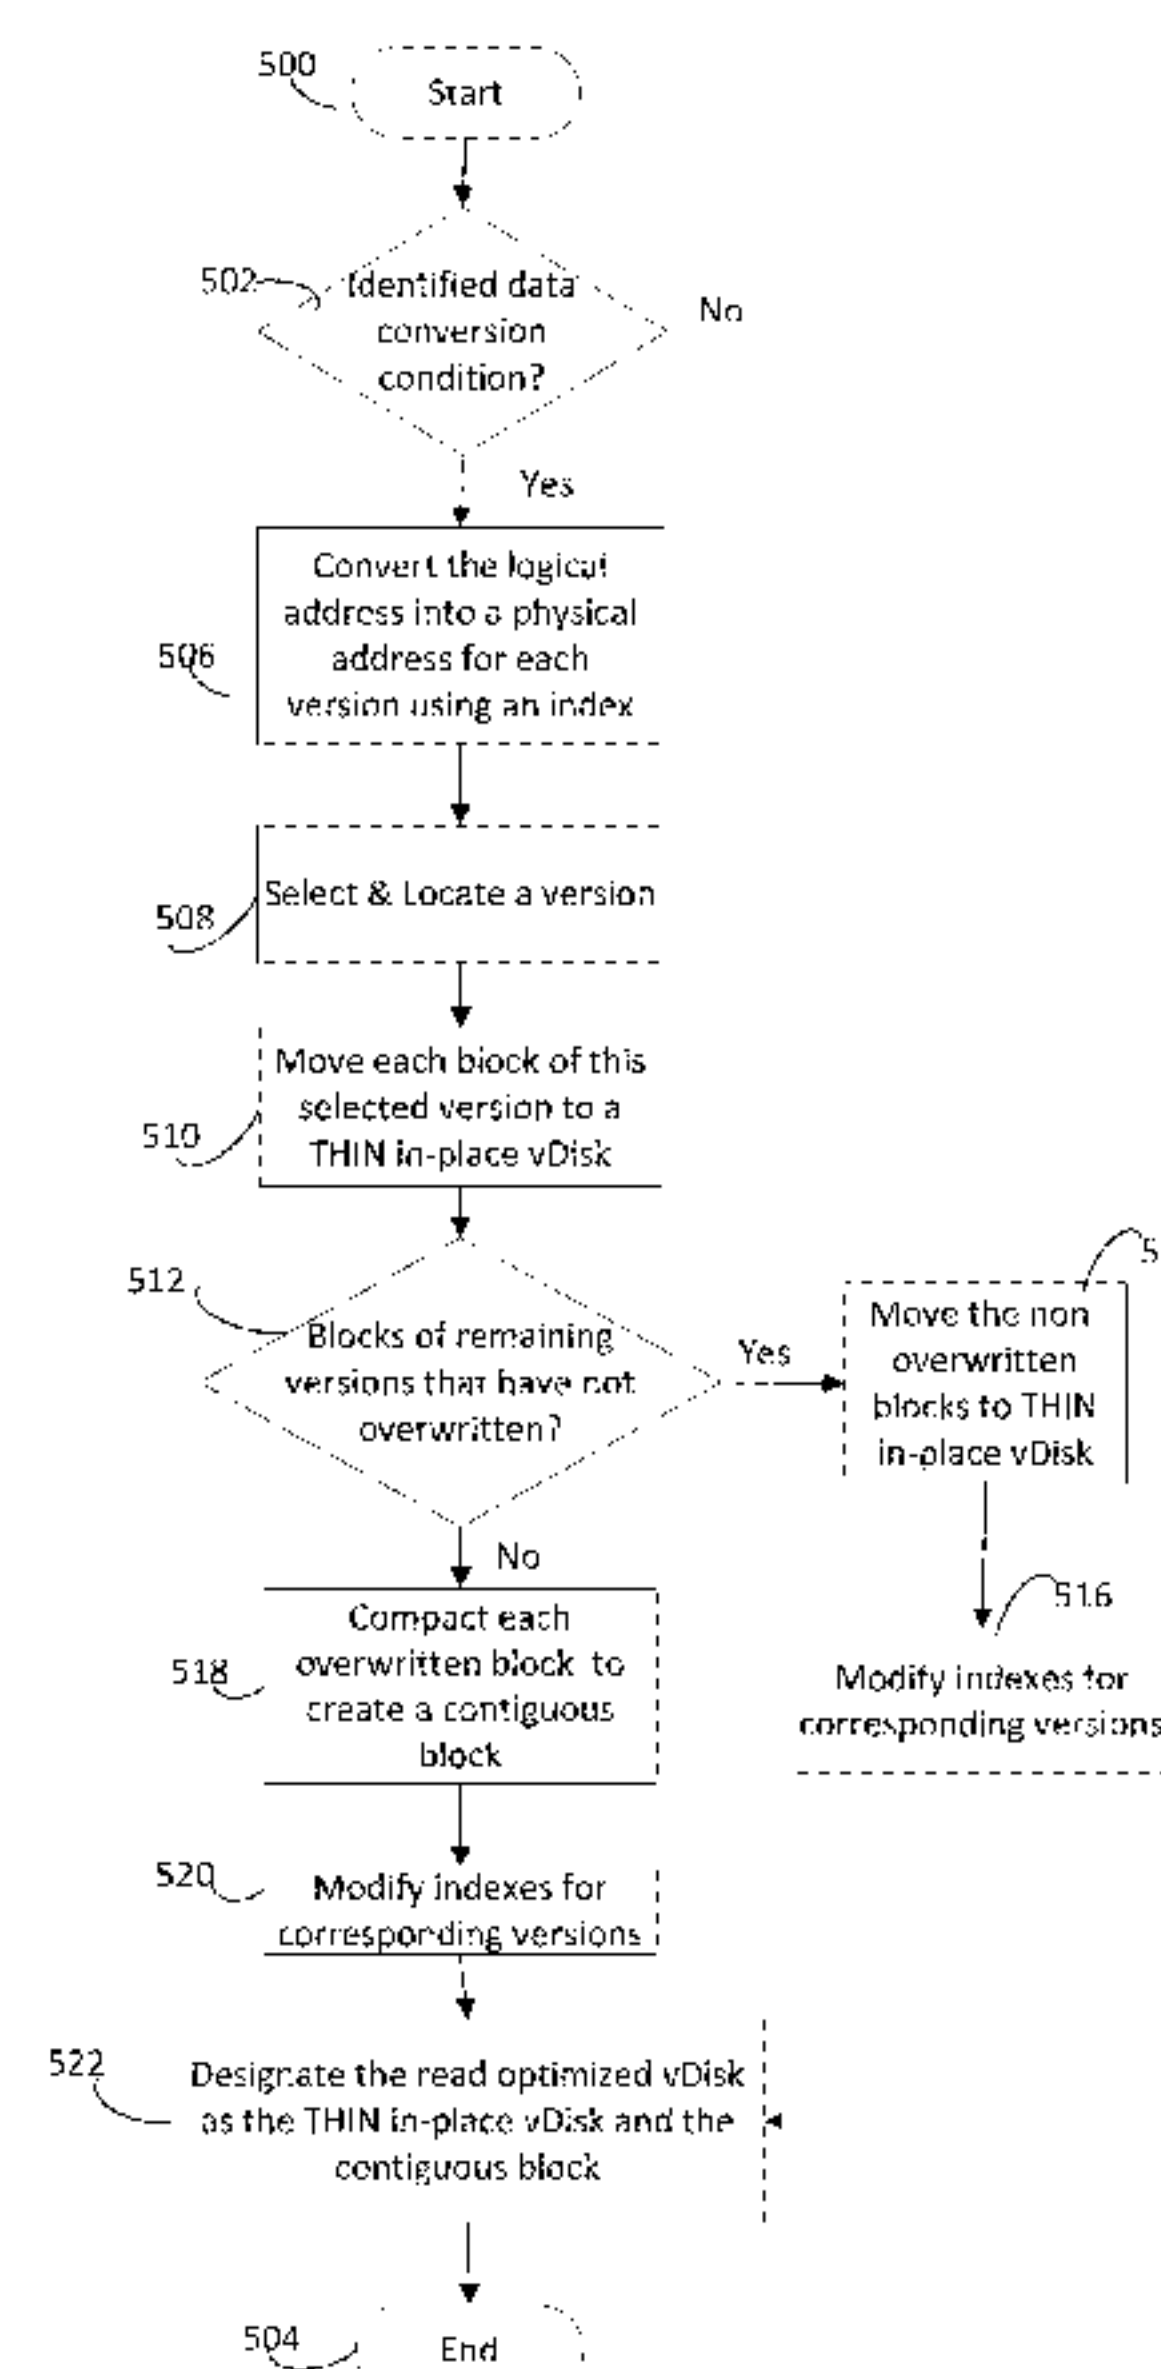 500
Start
502
Identified data
conversion
condition?
No
Yes
Convert the logical
address into a physical
address for each
version using an index
506
Select & Locate a version
508
Move each block of this
selected version to a
THIN in-place vDisk
510
512
Blocks of remaining
versions that have not
overwritten?
Yes
5
Move the non
overwritten
blocks to THIN
in-place vDisk
516
Modify indexes for
corresponding versions
No
518
Compact each
overwritten block to
create a contiguous
block
520
Modify indexes for
corresponding versions
522
Designate the read optimized vDisk
as the THIN in-place vDisk and the
contiguous block
504
End